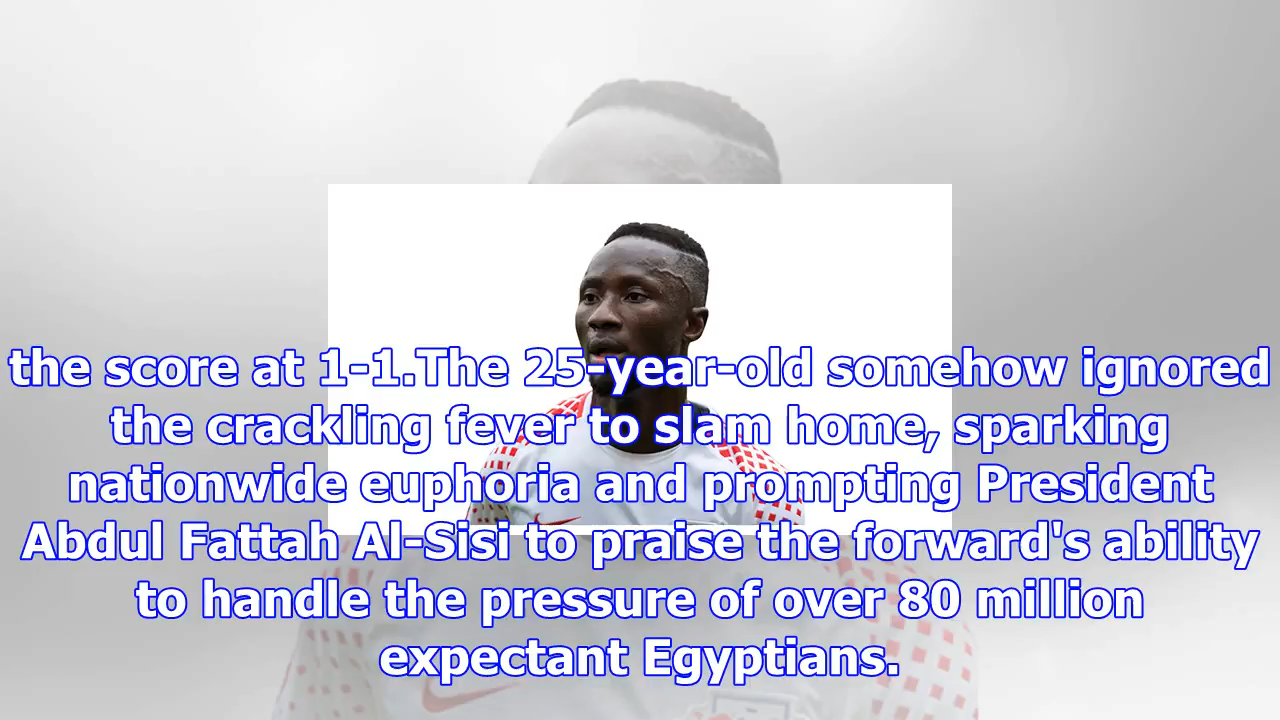 the score at 1-1.The 25-year-old somehow ignored
the crackling fever to slam home, sparking
nationwide euphoria and prompting President
Abdul Fattah Al-Sisi to praise the forward's ability
to handle the pressure of over 80 million
expectant Egyptians.